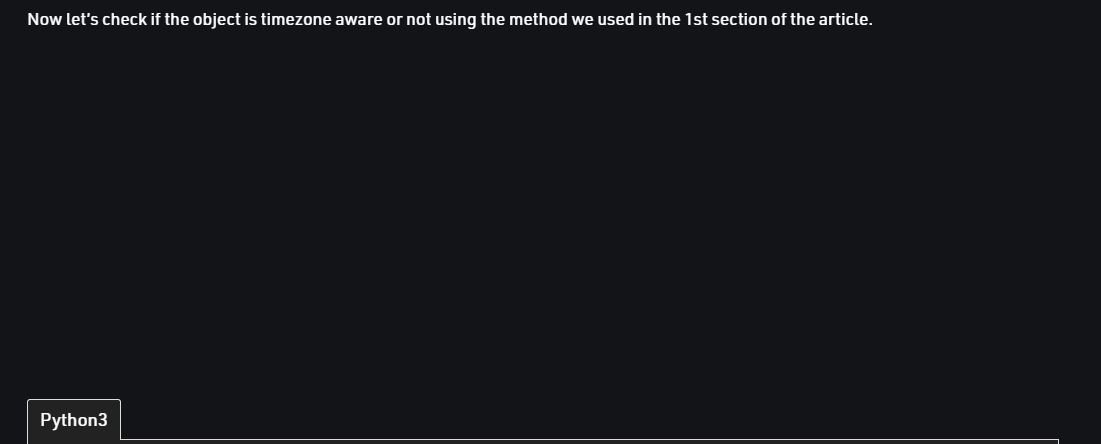 Now let's check if the object is timezone aware or not using the method we used in the 1st section of the article.
Python3